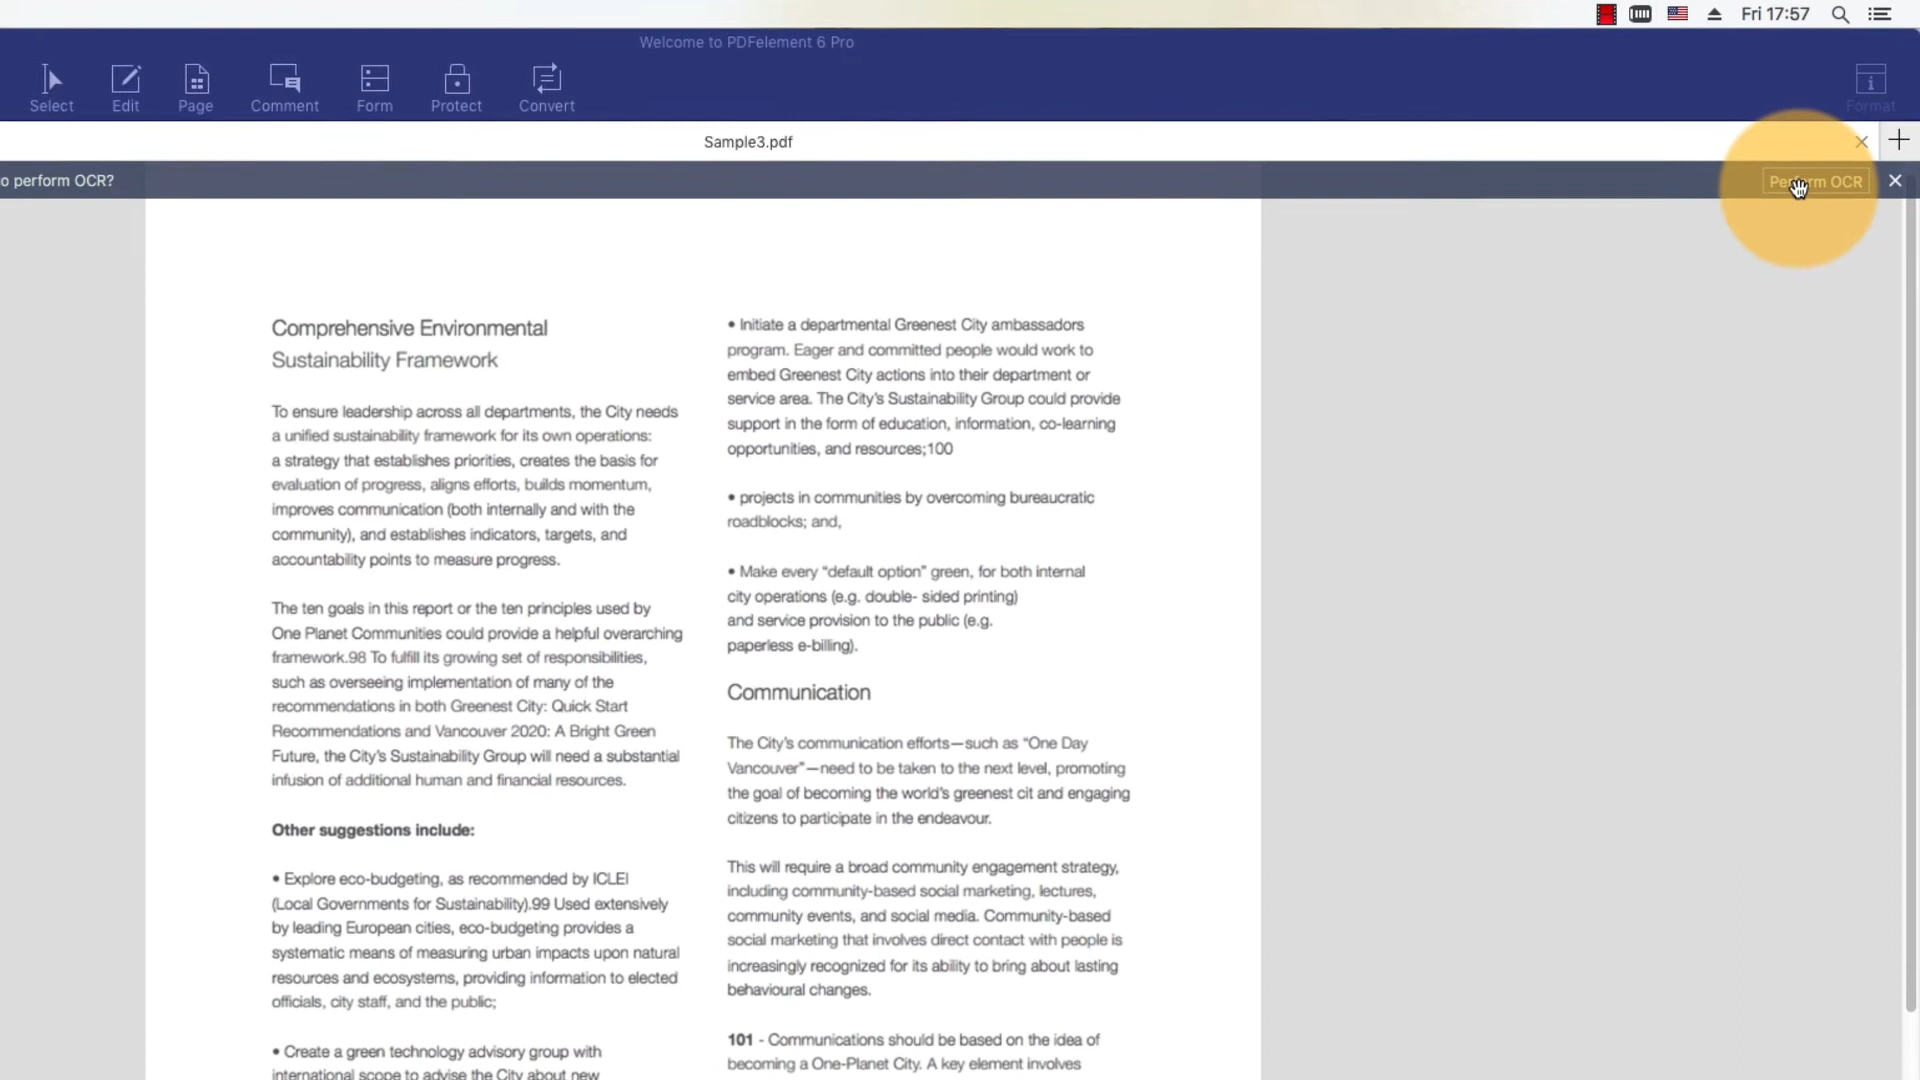 Fri 17:57
Welcome to PDFelement 6 Pro
Select
Edit
Page
Comment
Form
Protect
Convert
Format
Sample3.pdf
o perform OCR?
Perform OCR
Comprehensive Environmental
Sustainability Framework
To ensure leadership across all departments, the City needs
a unified sustainability framework for its own operations:
a strategy that establishes priorities, creates the basis for
evaluation of progress, aligns efforts, builds momentum,
improves communication (both internally and with the
community), and establishes indicators, targets, and
accountability points to measure progress.
The ten goals in this report or the ten principles used by
One Planet Communities could provide a helpful overarching
framework.98 To fulfill its growing set of responsibilities,
such as overseeing implementation of many of the
recommendations in both Greenest City: Quick Start
Recommendations and Vancouver 2020: A Bright Green
Future, the City's Sustainability Group will need a substantial
infusion of additional human and financial resources.
Other suggestions include:
• Explore eco-budgeting, as recommended by ICLEI
(Local Governments for Sustainability).99 Used extensively
by leading European cities, eco-budgeting provides a
systematic means of measuring urban impacts upon natural
resources and ecosystems, providing information to elected
officials, city staff, and the public;
• Create a green technology advisory group with
international scope to advise the City about new
• Initiate a departmental Greenest City ambassadors
program. Eager and committed people would work to
embed Greenest City actions into their department or
service area. The City's Sustainability Group could provide
support in the form of education, information, co-learning
opportunities, and resources;100
• projects in communities by overcoming bureaucratic
roadblocks; and,
• Make every "default option" green, for both internal
city operations (e.g. double- sided printing)
and service provision to the public (e.g.
paperless e-billing).
Communication
The City's communication efforts—such as "One Day
Vancouver"—need to be taken to the next level, promoting
the goal of becoming the world's greenest cit and engaging
citizens to participate in the endeavour.
This will require a broad community engagement strategy,
including community-based social marketing, lectures,
community events, and social media. Community-based
social marketing that involves direct contact with people is
increasingly recognized for its ability to bring about lasting
behavioural changes.
101 - Communications should be based on the idea of
becoming a One-Planet City. A key element involves